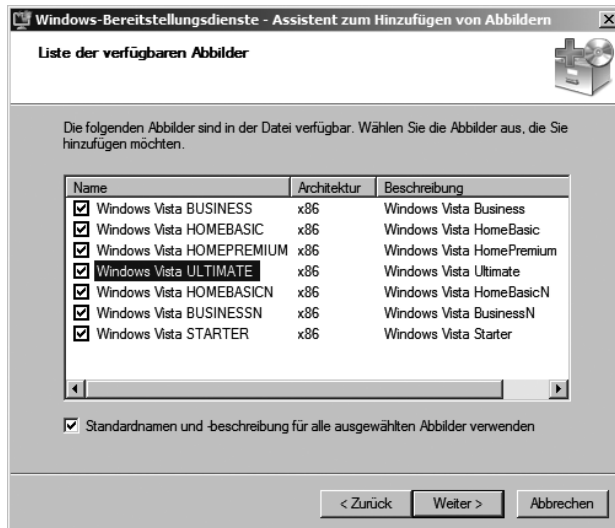 Windows-Bereitstellungsdienste - Assistent zum Hinzufügen von Abbildern
Liste der verfügbaren Abbilder
Die folgenden Abbilder sind in der Datei verfügbar. Wählen Sie die Abbilder aus, die Sie
hinzufügen möchten.
Name Architektur Beschreibung
Windows Vista BUSINESS x86 Windows Vista Business
Windows Vista HOMEBASIC x86 Windows Vista HomeBasic
Windows Vista HOMEPREMIUM x86 Windows Vista HomePremium
Windows Vista ULTIMATE x86 Windows Vista Ultimate
Windows Vista HOMEBASICN x86 Windows Vista HomeBasicN
Windows Vista BUSINESSN x86 Windows Vista BusinessN
Windows Vista STARTER x86 Windows Vista Starter
Standardnamen und -beschreibung für alle ausgewählten Abbilder verwenden
< Zurück Weiter > Abbrechen